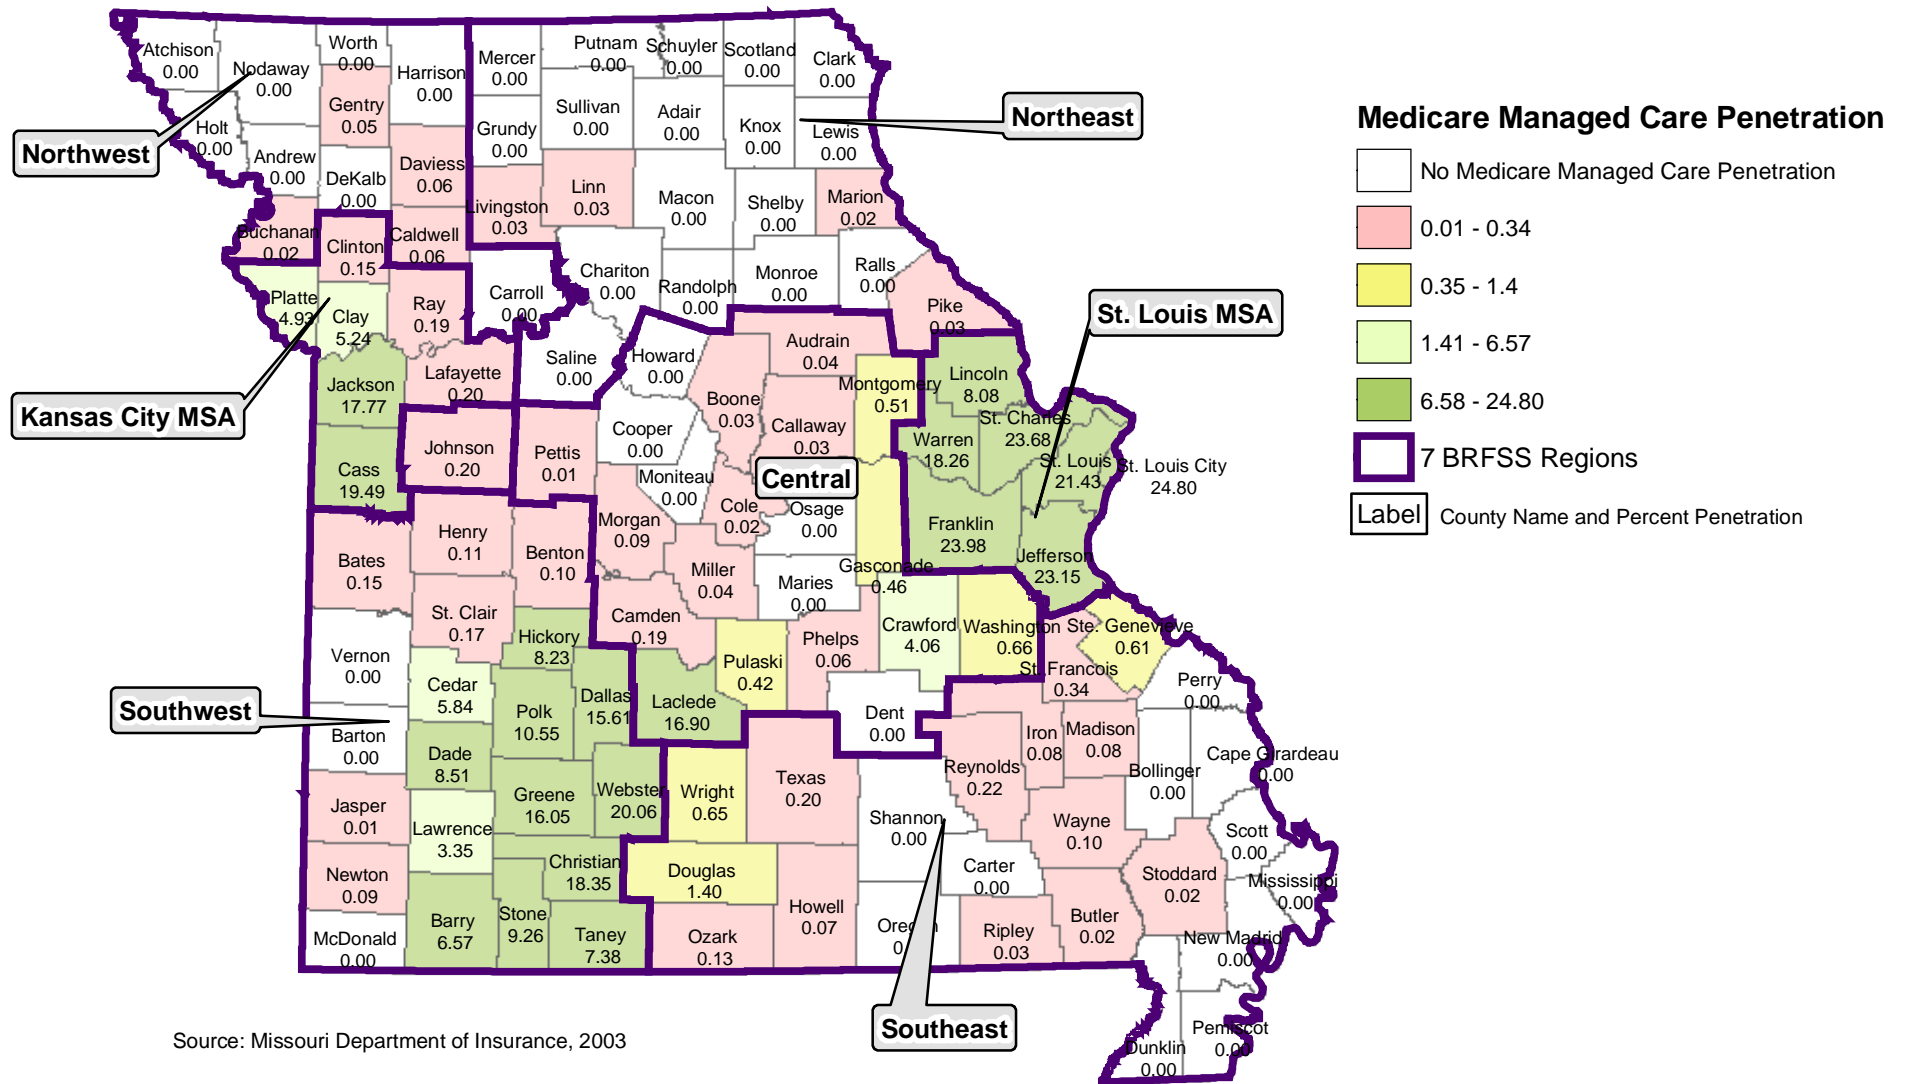 Atchison
0.00
Nodaway
0.00
Worth
0.00
Harrison
0.00
Mercer
0.00
Putnam
0.00
Schuyler
0.00
Scotland
0.00
Clark
0.00
Holt
0.00
Andrew
0.00
Gentry
0.05
DeKalb
0.00
Daviess
0.06
Grundy
0.00
Sullivan
0.00
Adair
0.00
Knox
0.00
Lewis
0.00
Northwest
Northeast
Buchanan
0.02
Clinton
0.15
Caldwell
0.06
Livingston
0.03
Linn
0.03
Macon
0.00
Shelby
0.00
Marion
0.02
Platte
4.93
Clay
5.24
Ray
0.19
Carroll
0.00
Chariton
0.00
Randolph
0.00
Monroe
0.00
Ralls
0.00
Pike
0.03
St. Louis MSA
Kansas City MSA
Jackson
17.77
Lafayette
0.20
Saline
0.00
Howard
0.00
Boone
0.03
Audrain
0.04
Callaway
0.03
Montgomery
0.51
Lincoln
8.08
Warren
18.26
St. Charles
23.68
St. Louis
21.43
St. Louis City
24.80
Cass
19.49
Johnson
0.20
Pettis
0.01
Cooper
0.00
Moniteau
0.00
Central
Cole
0.02
Osage
0.00
Franklin
23.98
Jefferson
23.15
Bates
0.15
Henry
0.11
Benton
0.10
Morgan
0.09
Miller
0.04
Maries
0.00
Gasconade
0.46
St. Clair
0.17
Hickory
8.23
Camden
0.19
Pulaski
0.42
Phelps
0.06
Crawford
4.06
Washington
0.66
St. Francois
0.34
Ste. Genevieve
0.61
Perry
0.00
Vernon
0.00
Cedar
5.84
Polk
10.55
Dallas
15.61
Laclede
16.90
Dent
0.00
Iron
0.08
Madison
0.08
Bollinger
0.00
Cape Girardeau
0.00
Southwest
Barton
0.00
Dade
8.51
Greene
16.05
Webster
20.06
Wright
0.65
Texas
0.20
Shannon
0.00
Reynolds
0.22
Wayne
0.10
Scott
0.00
Jasper
0.01
Lawrence
3.35
Christian
18.35
Douglas
1.40
Carter
0.00
Stoddard
0.02
Mississippi
0.00
Newton
0.09
Barry
6.57
Stone
9.26
Taney
7.38
Ozark
0.13
Howell
0.07
Ripley
0.03
Butler
0.02
New Madrid
0.00
McDonald
0.00
Southeast
Pemiscot
0.00
Dunklin
0.00
Medicare Managed Care Penetration
No Medicare Managed Care Penetration
0.01 - 0.34
0.35 - 1.4
1.41 - 6.57
6.58 - 24.80
7 BRFSS Regions
Label County Name and Percent Penetration
Source: Missouri Department of Insurance, 2003